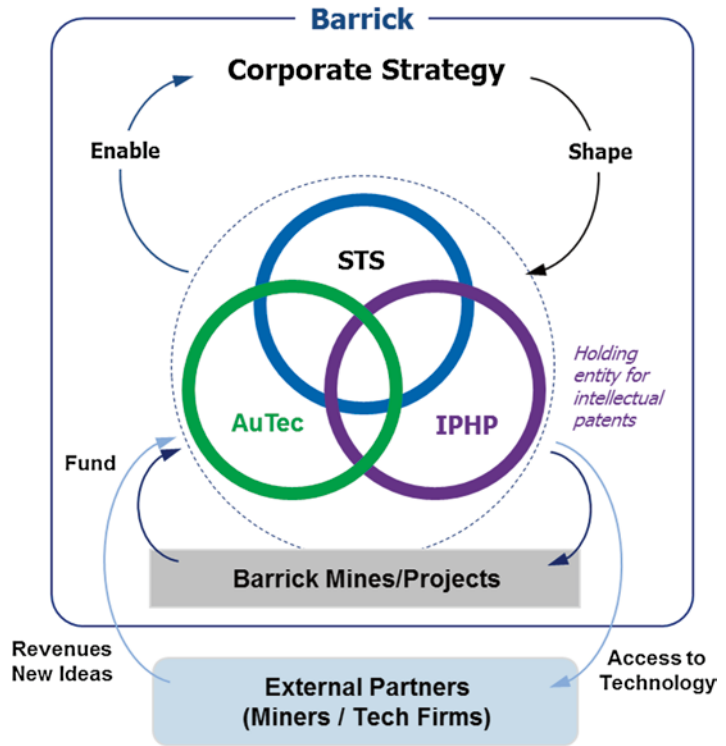 Barrick
Corporate Strategy
Enable
Shape
STS
Holding
entity for
intellectual
patents
AuTec
IPHP
Fund
Barrick Mines/Projects
Revenues
New Ideas
Access to
Technology
External Partners
(Miners / Tech Firms)